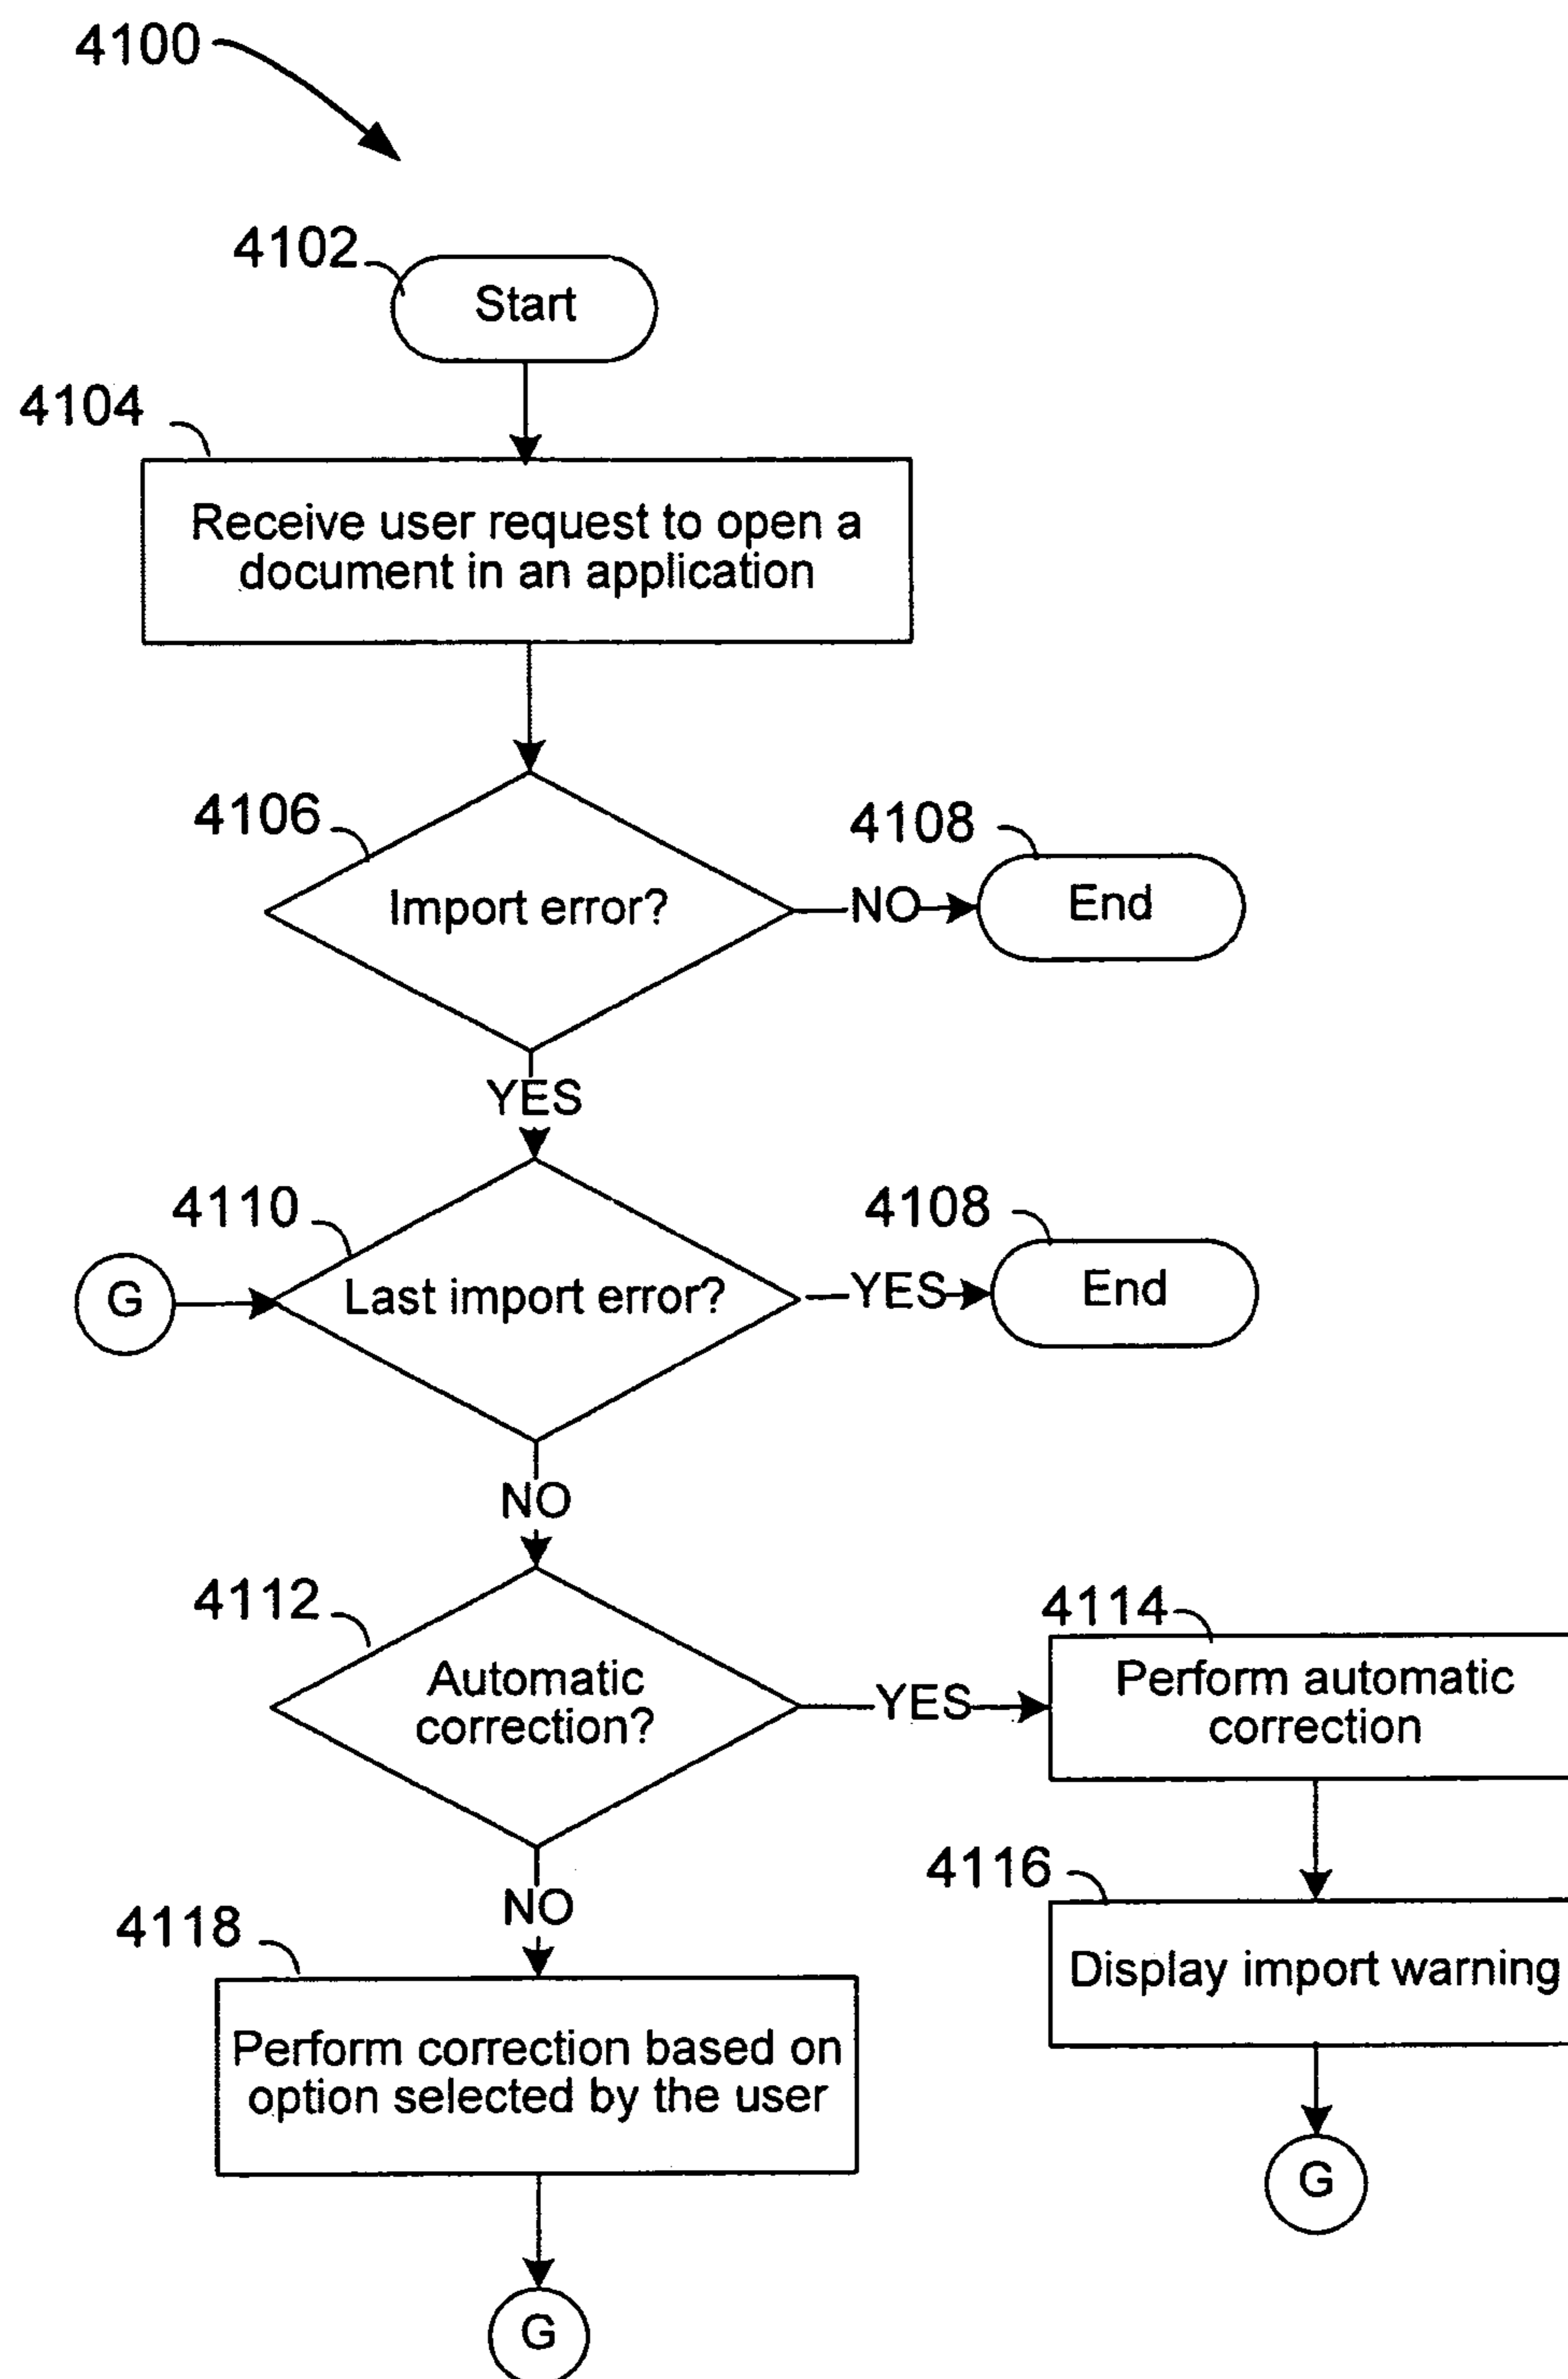 4100
4102
Start
4104
Receive user request to open a
document in an application
4106
Import error?
NO
4108
End
YES
4110
G
Last import error?
YES
4108
End
NO
4112
Automatic
correction?
YES
4114
Perform automatic
correction
4116
Display import warning
G
NO
4118
Perform correction based on
option selected by the user
G